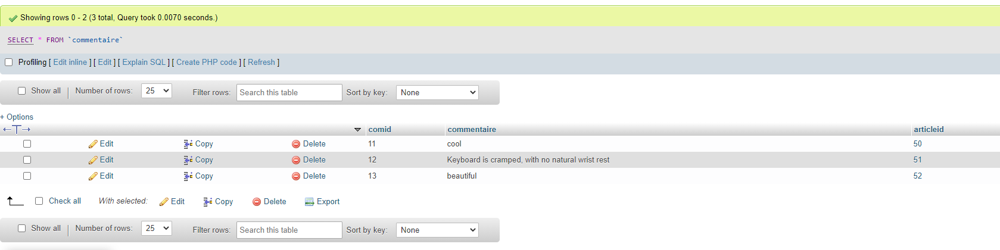 Showing rows 0 - 2 (3 total, Query took 0.0070 seconds.)
SELECT * FROM `commentaire`
Profiling [ Edit inline ] [ Edit ] [ Explain SQL ] [ Create PHP code ] [ Refresh ]
Show all | Number of rows: 25 Filter rows: Search this table Sort by key: None
+ Options
←T→ comid commentaire articleid
Edit Copy Delete 11 cool 50
Edit Copy Delete 12 Keyboard is cramped, with no natural wrist rest 51
Edit Copy Delete 13 beautiful 52
Check all With selected: Edit Copy Delete Export
Show all | Number of rows: 25 Filter rows: Search this table Sort by key: None